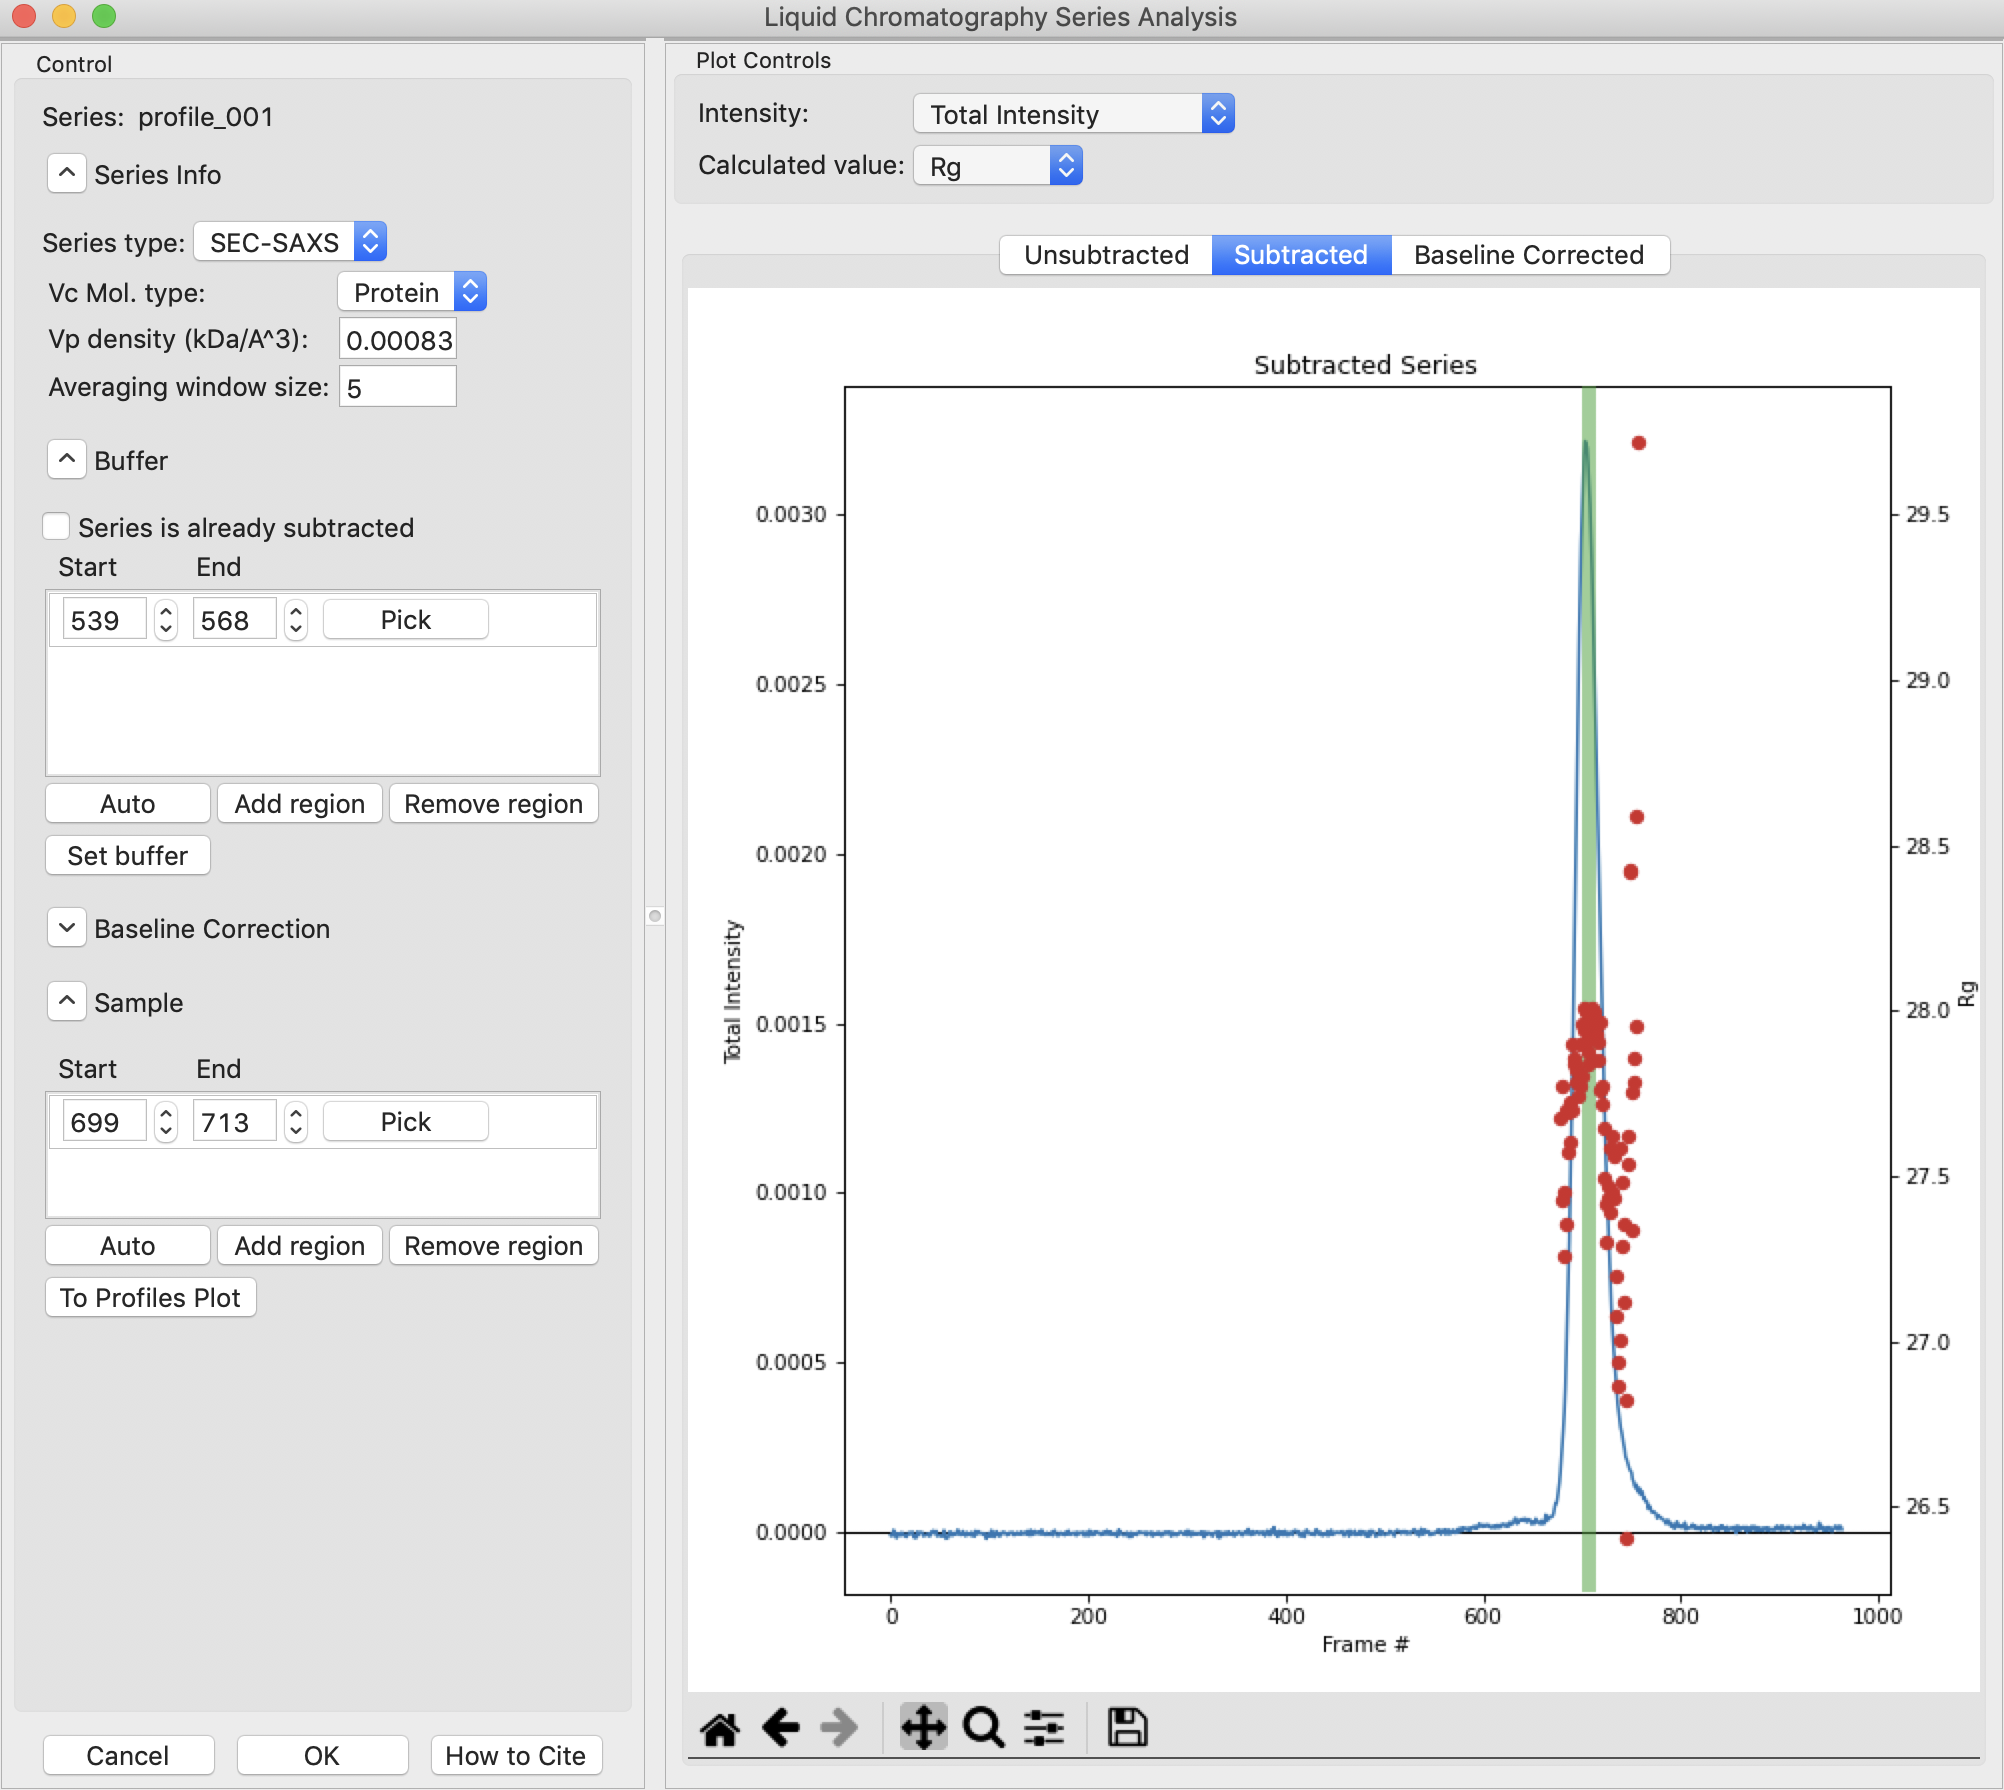 Liquid Chromatography Series Analysis
Control
Series: profile_001
Series Info
Series type: SEC-SAXS
Vc Mol. type: Protein
Vp density (kDa/A^3): 0.00083
Averaging window size: 5
Buffer
Series is already subtracted
Start End
539 568 Pick
Auto Add region Remove region
Set buffer
Baseline Correction
Sample
Start End
699 713 Pick
Auto Add region Remove region
To Profiles Plot
Cancel OK How to Cite
Plot Controls
Intensity: Total Intensity
Calculated value: Rg
Unsubtracted Subtracted Baseline Corrected
Subtracted Series
Total Intensity
0.0030
0.0025
0.0020
0.0015
0.0010
0.0005
0.0000
29.5
29.0
28.5
28.0
27.5
27.0
26.5
Rg
0 200 400 600 800 1000
Frame #